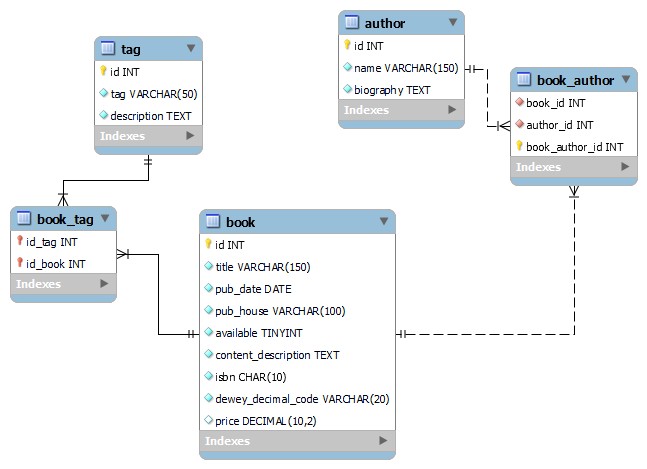 tag
id INT
tag VARCHAR(50)
description TEXT
Indexes
author
id INT
name VARCHAR(150)
biography TEXT
Indexes
book_author
book_id INT
author_id INT
book_author_id INT
Indexes
book_tag
id_tag INT
id_book INT
Indexes
book
id INT
title VARCHAR(150)
pub_date DATE
pub_house VARCHAR(100)
available TINYINT
content_description TEXT
isbn CHAR(10)
dewey_decimal_code VARCHAR(20)
price DECIMAL(10,2)
Indexes